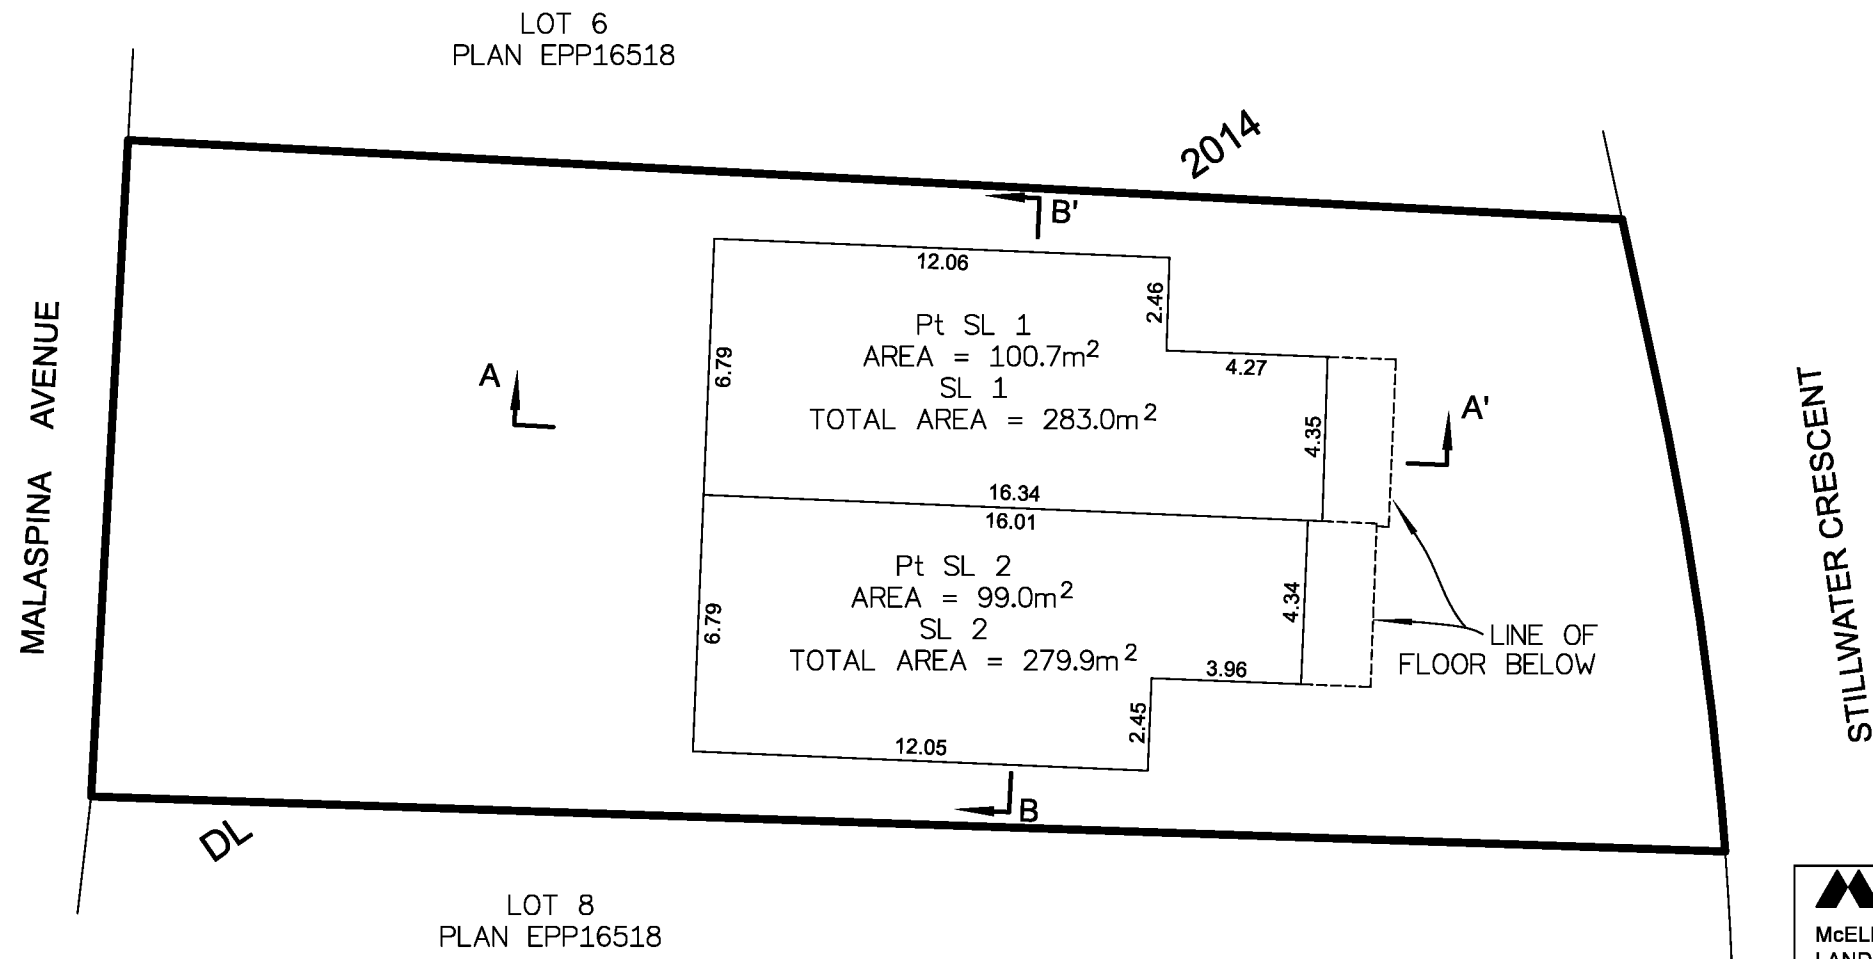 LOT 6
PLAN EPP16518
2014
B'
12.06
2.46
Pt SL 1
AREA = 100.7m²
SL 1
TOTAL AREA = 283.0m²
6.79
4.27
4.35
A
A'
MALASPINA AVENUE
STILLWATER CRESCENT
16.34
16.01
Pt SL 2
AREA = 99.0m²
SL 2
TOTAL AREA = 279.9m²
6.79
4.34
3.96
2.45
12.05
LINE OF
FLOOR BELOW
B
DL
LOT 8
PLAN EPP16518